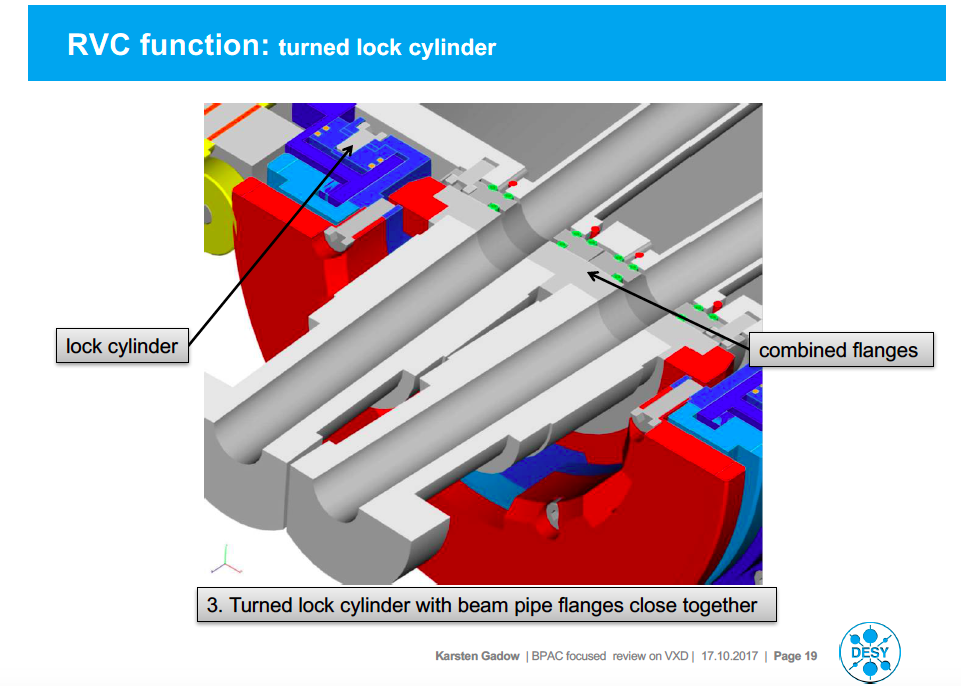 RVC function: turned lock cylinder
lock cylinder
combined flanges
3. Turned lock cylinder with beam pipe flanges close together
Karsten Gadow | BPAC focused review on VXD | 17.10.2017 | Page 19
DESY